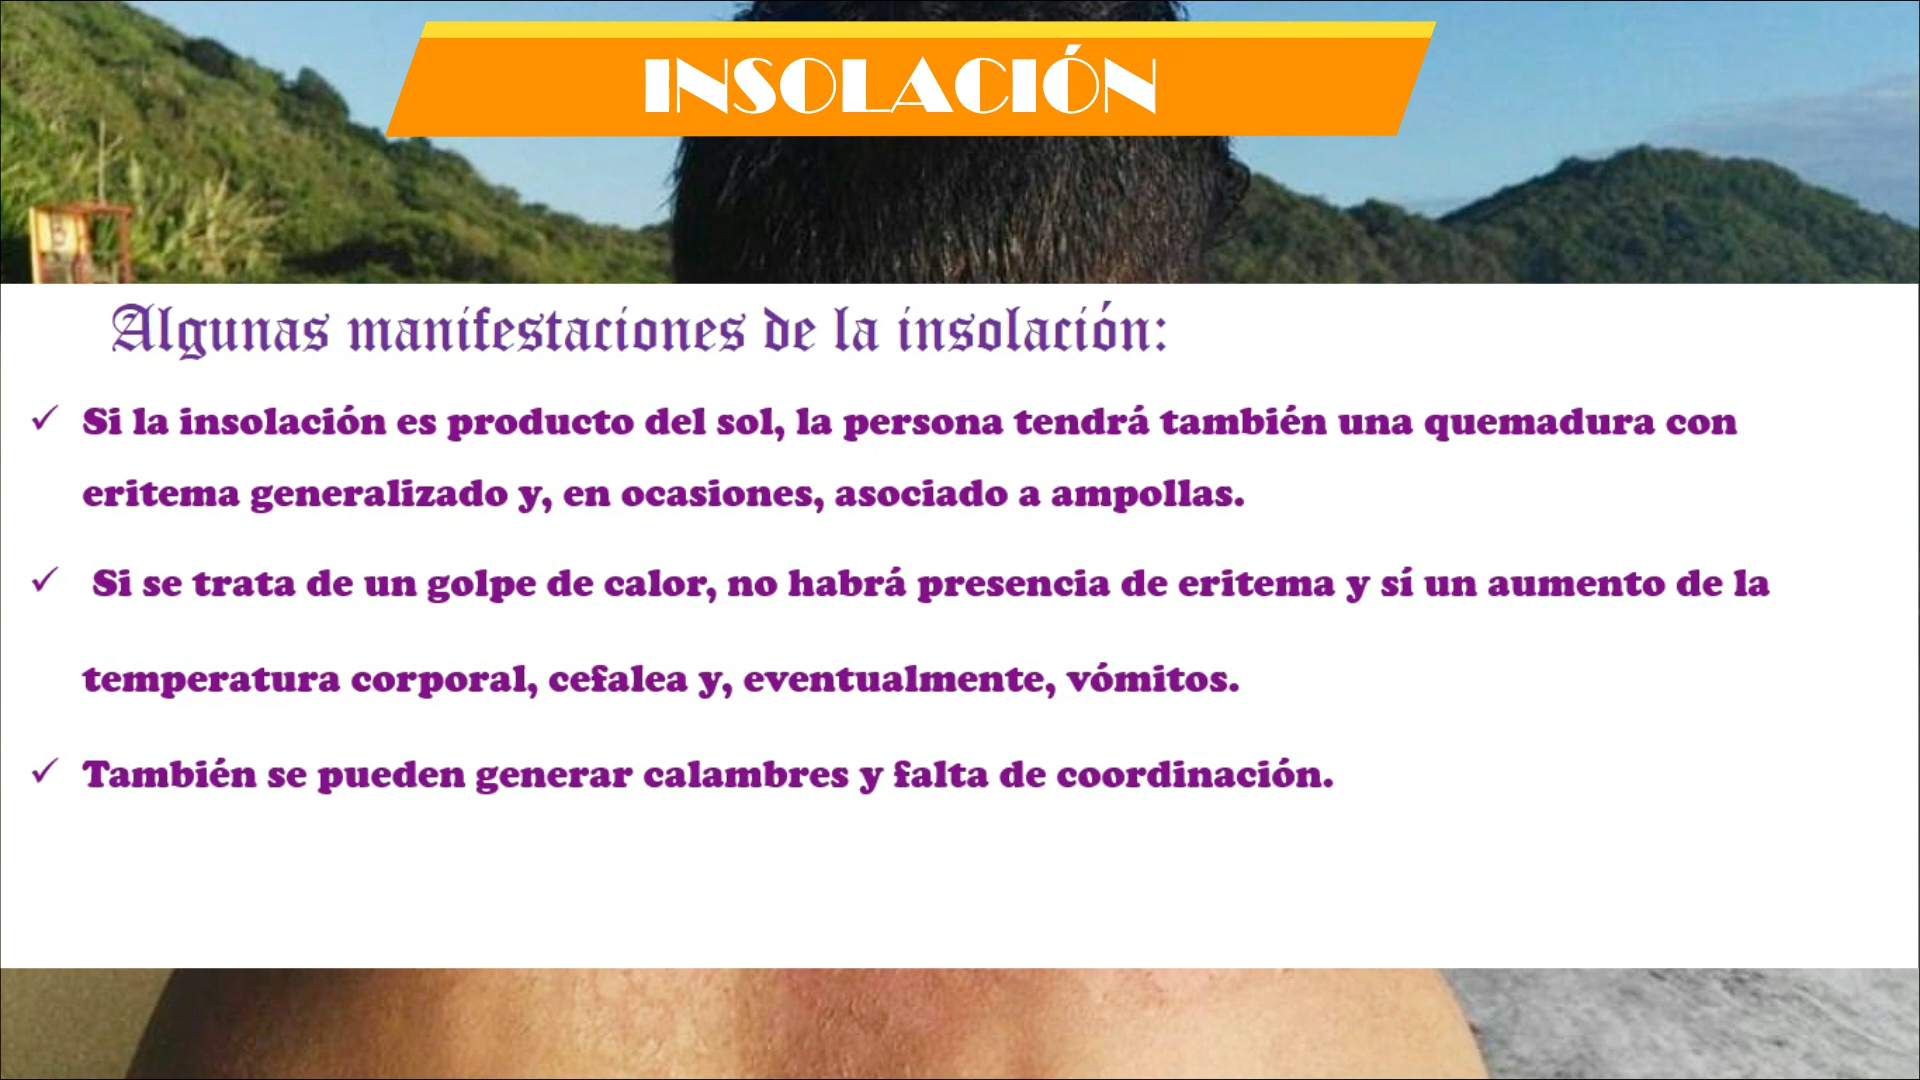 INSOLACIÓN
Algunas manifestaciones de la insolación:
✓ Si la insolación es producto del sol, la persona tendrá también una quemadura con
eritema generalizado y, en ocasiones, asociado a ampollas.
✓ Si se trata de un golpe de calor, no habrá presencia de eritema y sí un aumento de la
temperatura corporal, cefalea y, eventualmente, vómitos.
✓ También se pueden generar calambres y falta de coordinación.